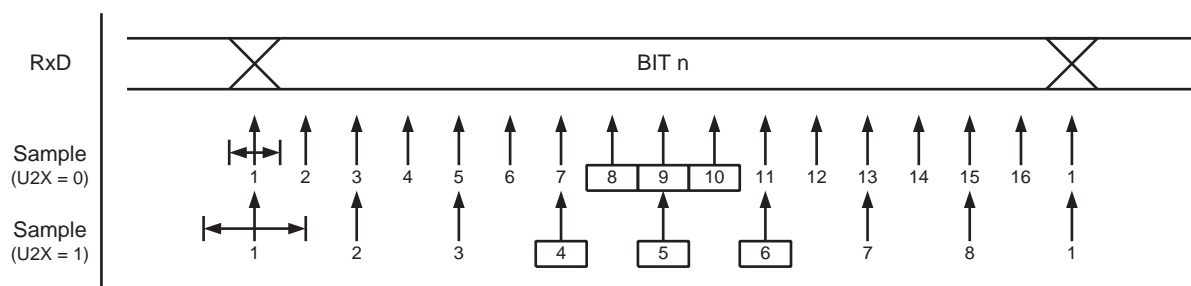 RxD BIT n
Sample
(U2X = 0) 1 2 3 4 5 6 7 8 9 10 11 12 13 14 15 16 1
Sample
(U2X = 1) 1 2 3 4 5 6 7 8 1